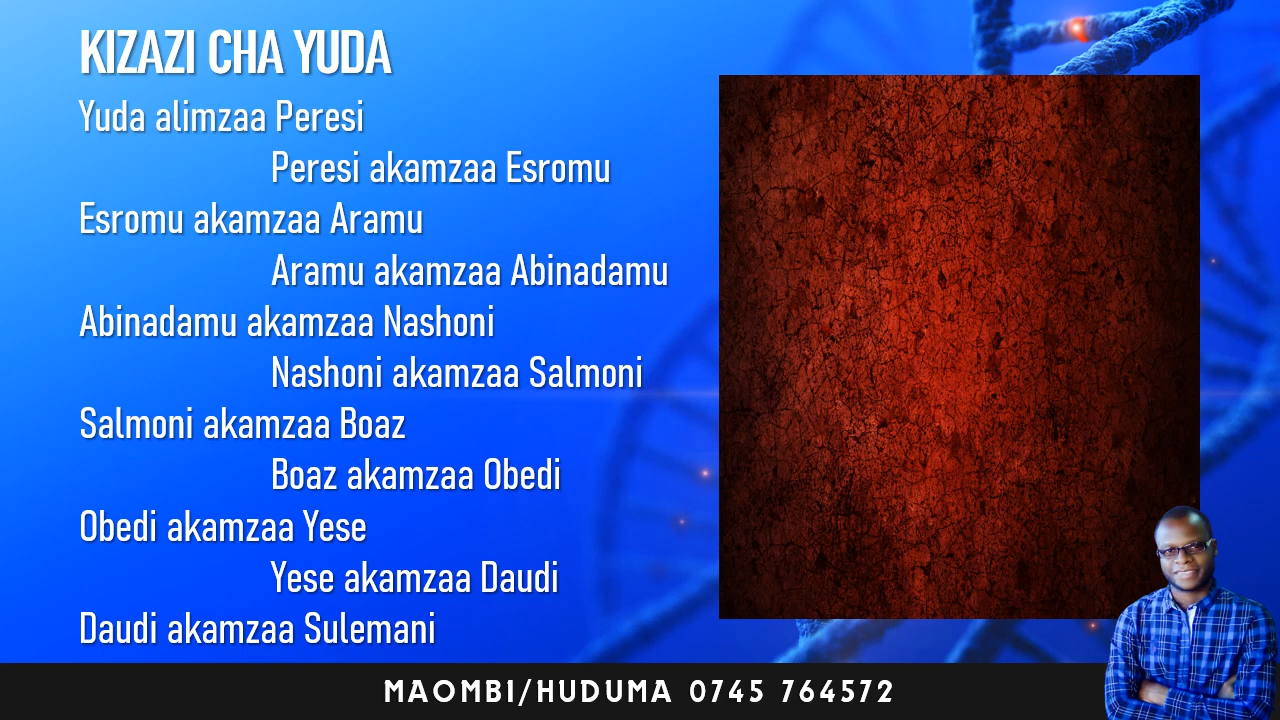 KIZAZI CHA YUDA
Yuda alimzaa Peresi
Peresi akamzaa Esromu
Esromu akamzaa Aramu
Aramu akamzaa Abinadamu
Abinadamu akamzaa Nashoni
Nashoni akamzaa Salmoni
Salmoni akamzaa Boaz
Boaz akamzaa Obedi
Obedi akamzaa Yese
Yese akamzaa Daudi
Daudi akamzaa Sulemani
MAOMBI/HUDUMA 0745 764572